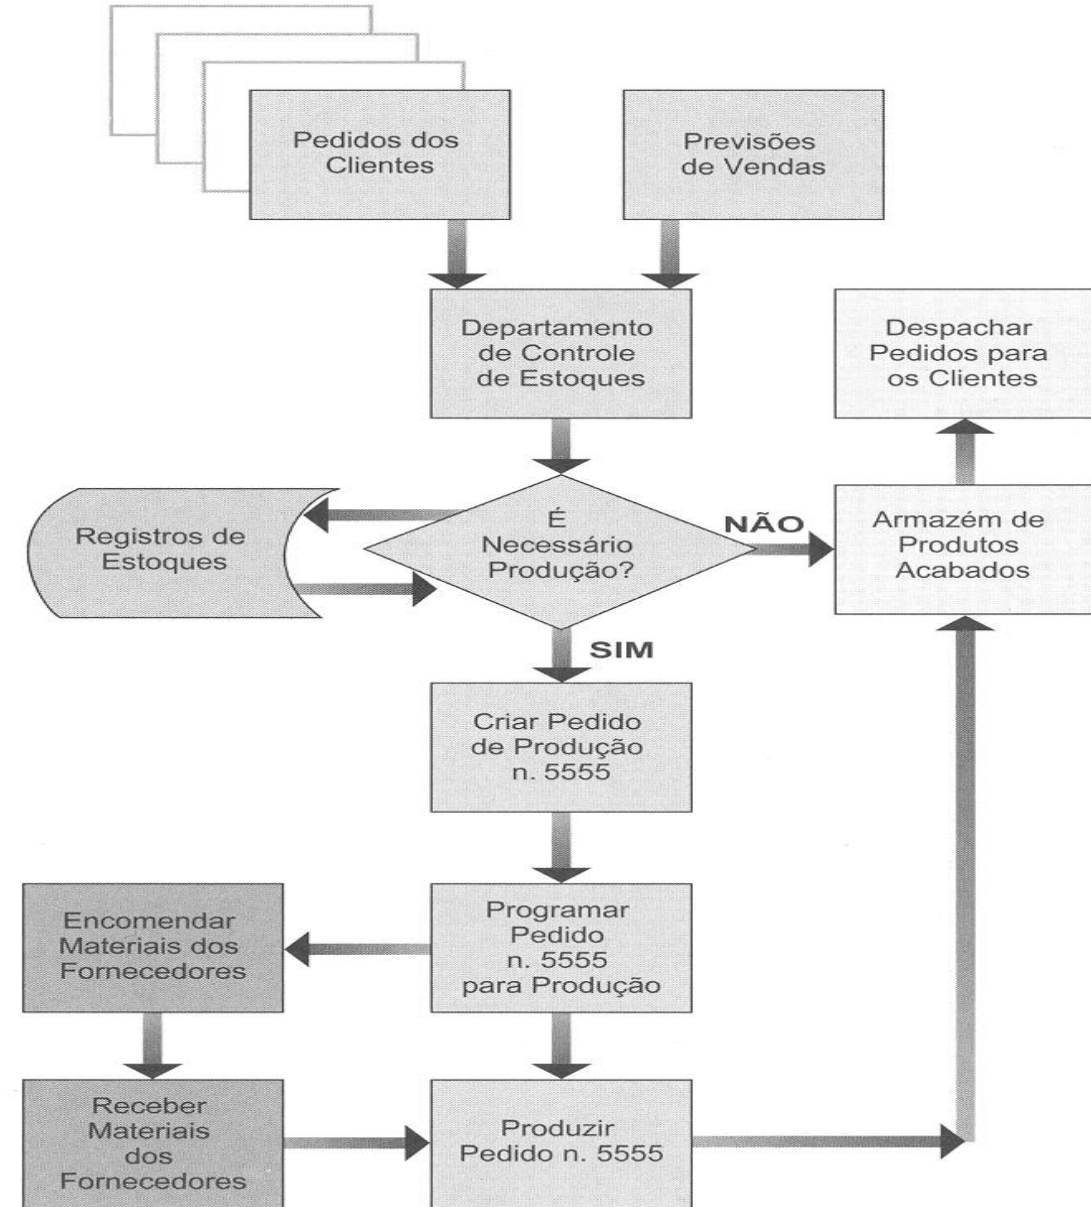 Pedidos dos
Clientes
Previsões
de Vendas
Departamento
de Controle
de Estoques
Despachar
Pedidos para
os Clientes
Registros de
Estoques
É
Necessário
Produção?
NÃO
Armazém de
Produtos
Acabados
SIM
Criar Pedido
de Produção
n. 5555
Encomendar
Materiais dos
Fornecedores
Programar
Pedido
n. 5555
para Produção
Receber
Materiais
dos
Fornecedores
Produzir
Pedido n. 5555